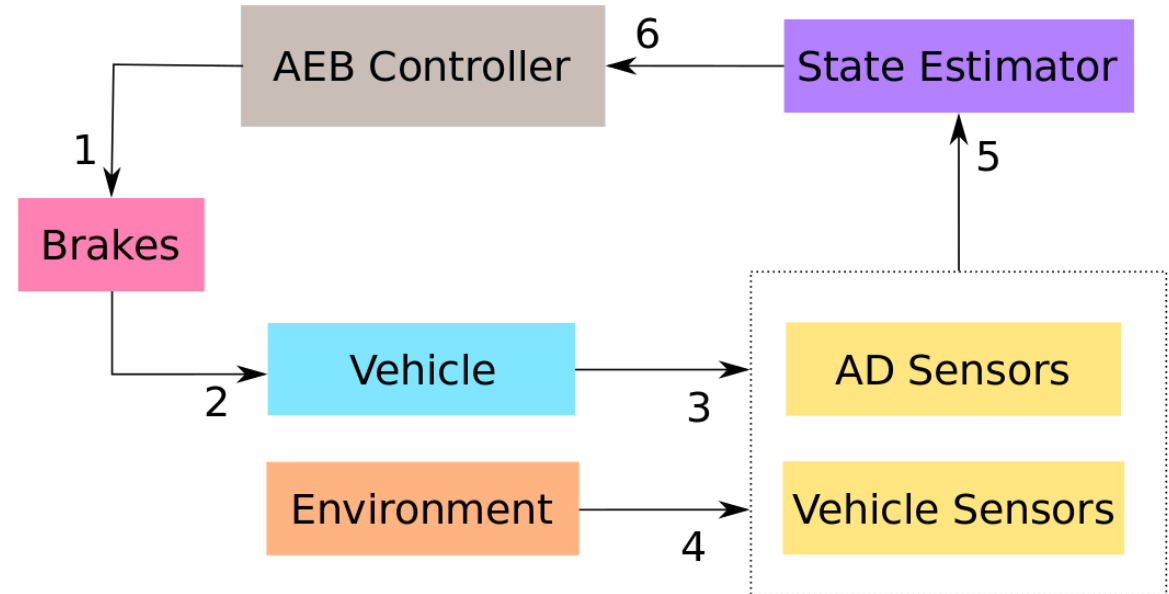 AEB Controller
6
State Estimator
1
5
Brakes
Vehicle
2
3
AD Sensors
Environment
4
Vehicle Sensors